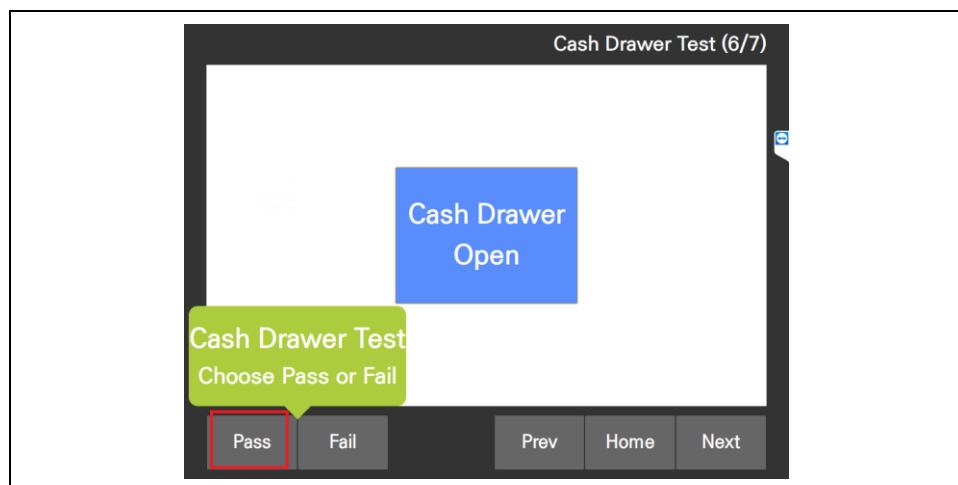 Cash Drawer Test (6/7)
Cash Drawer
Open
Cash Drawer Test
Choose Pass or Fail
Pass
Fail
Prev
Home
Next